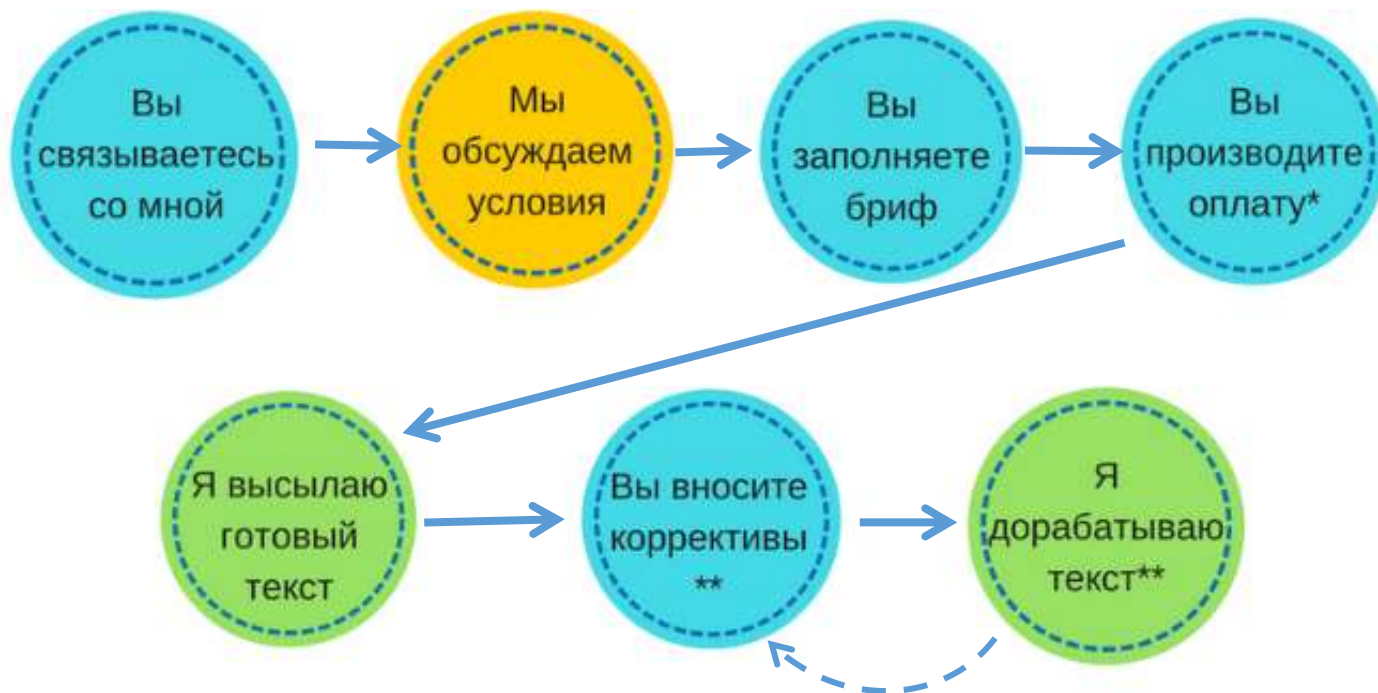 Вы
связываетесь
со мной
Мы
обсуждаем
условия
Вы
заполняете
бриф
Вы
производите
оплату*
Я высылаю
готовый
текст
Вы вносите
коррективы
**
Я
дорабатываю
текст**